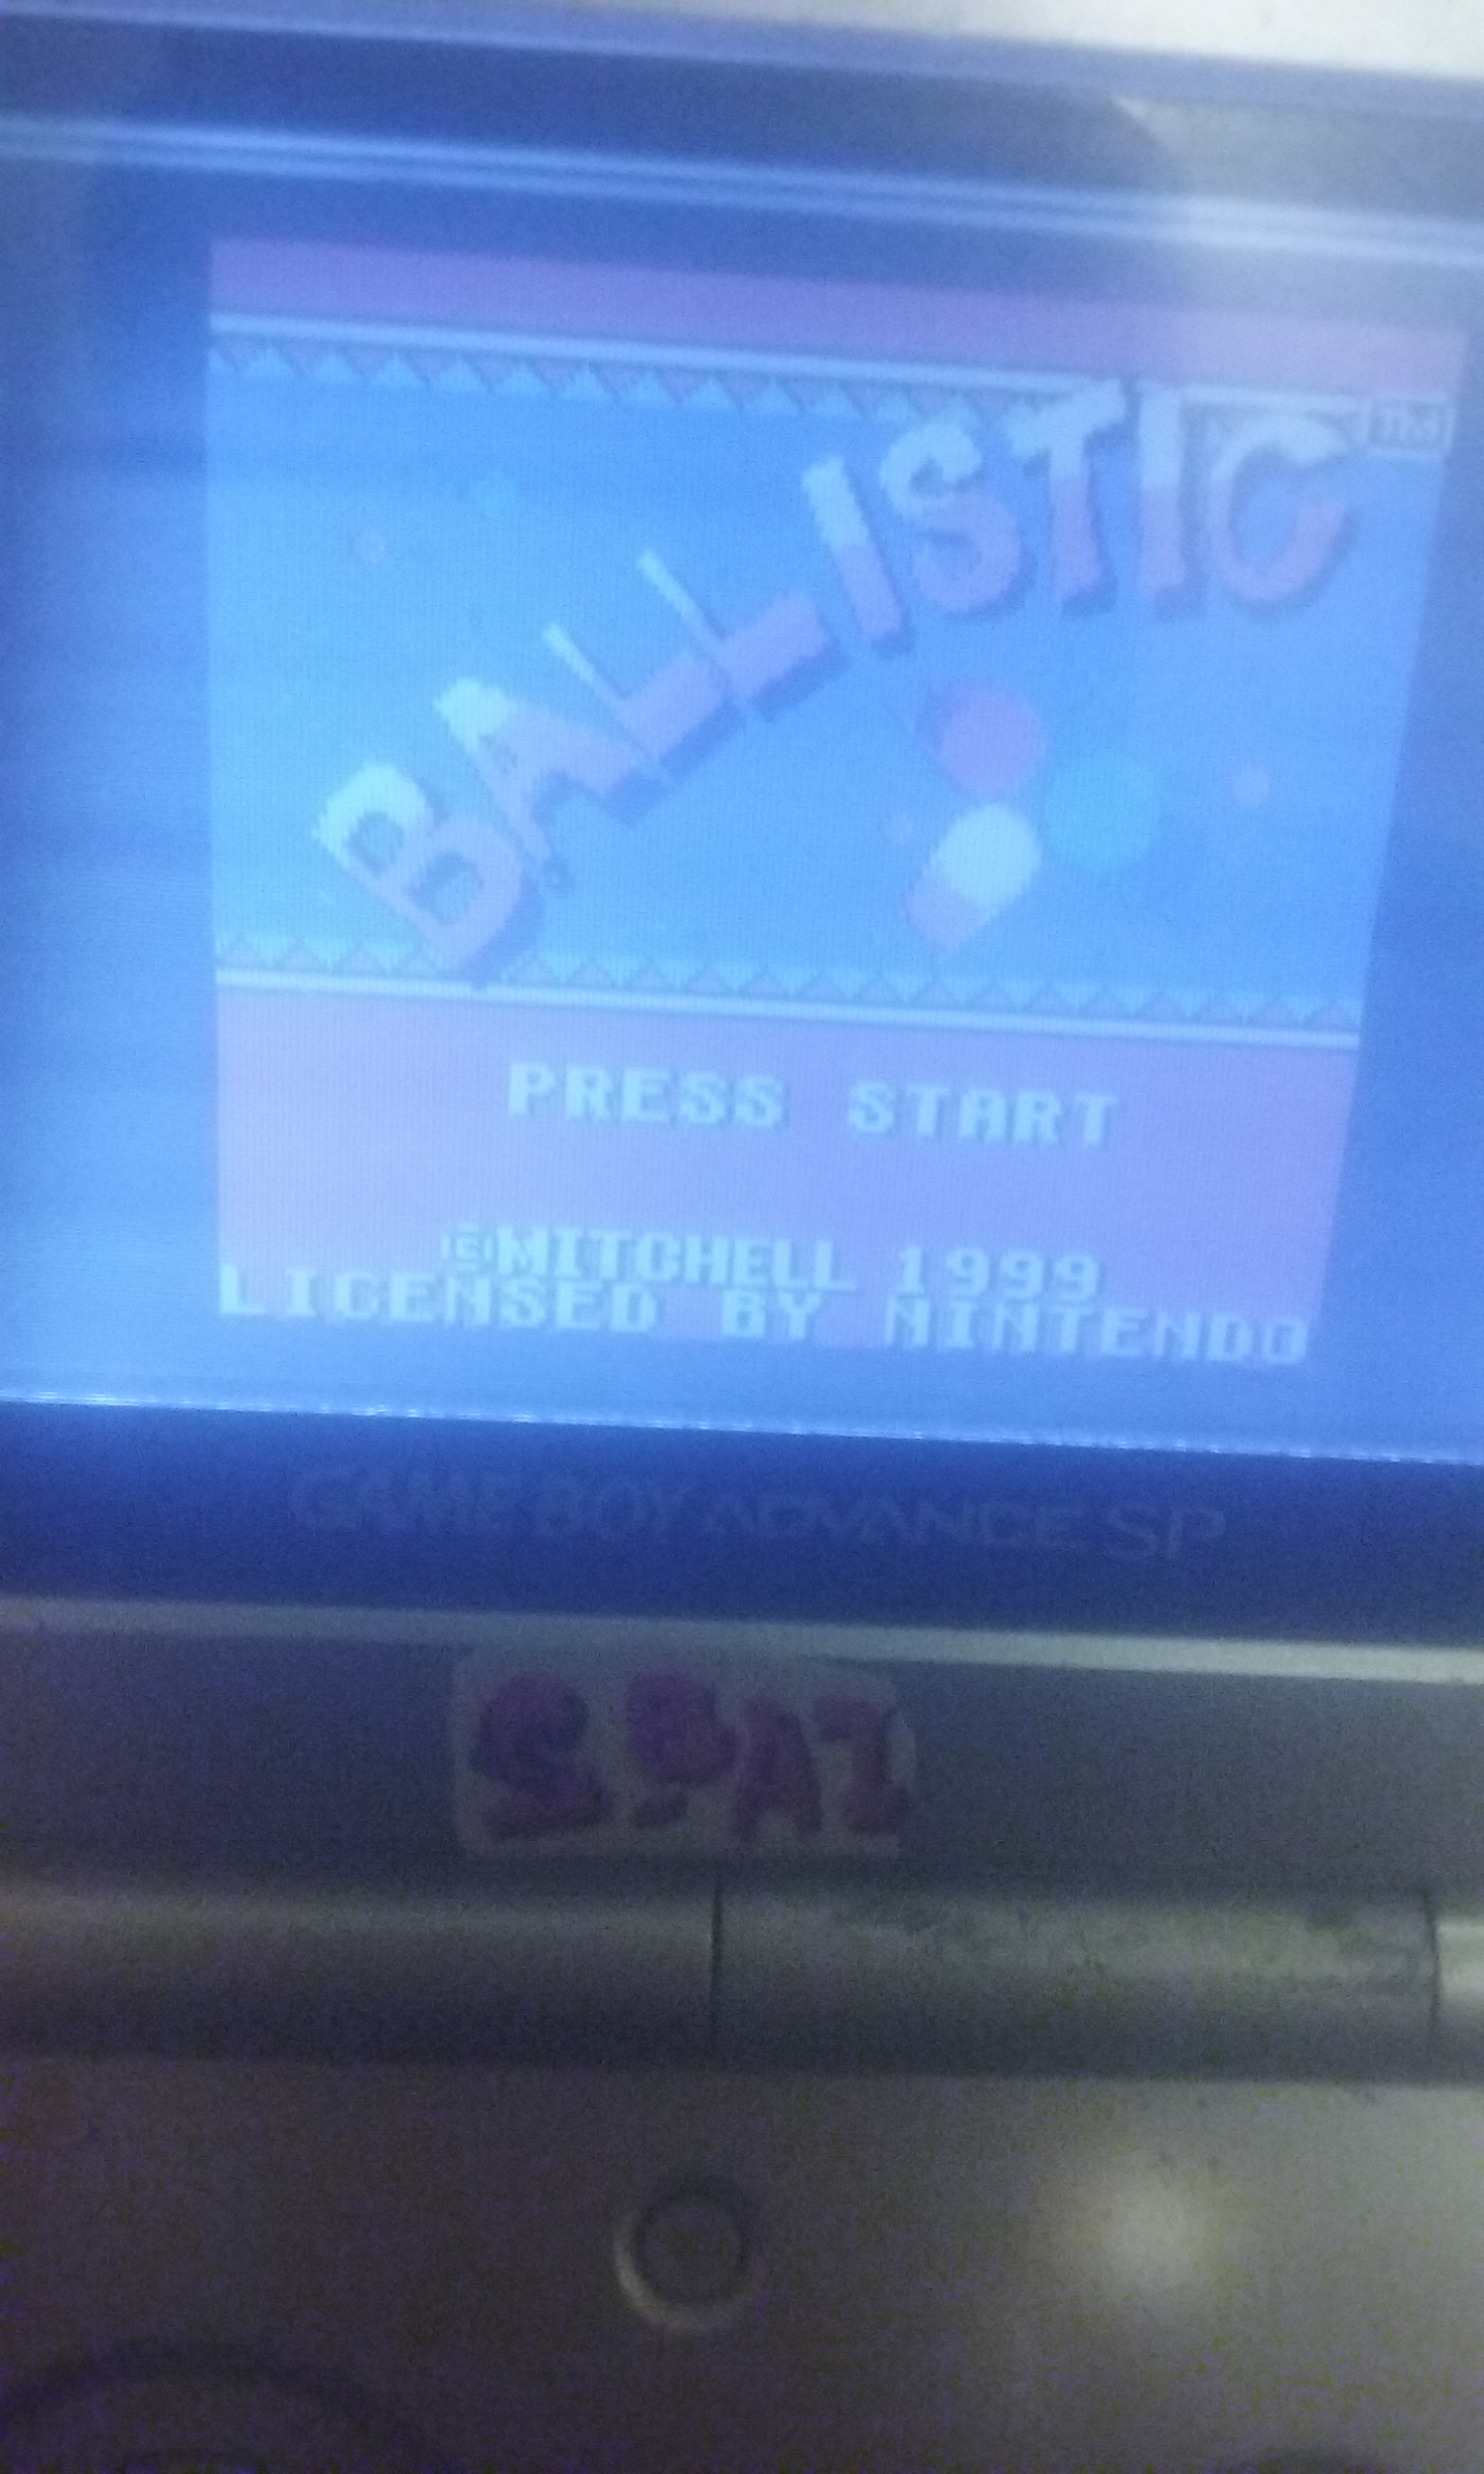 BALLISTIC TM
PRESS START
©MITCHELL 1999
LICENSED BY NINTENDO
GAME BOY ADVANCE SP